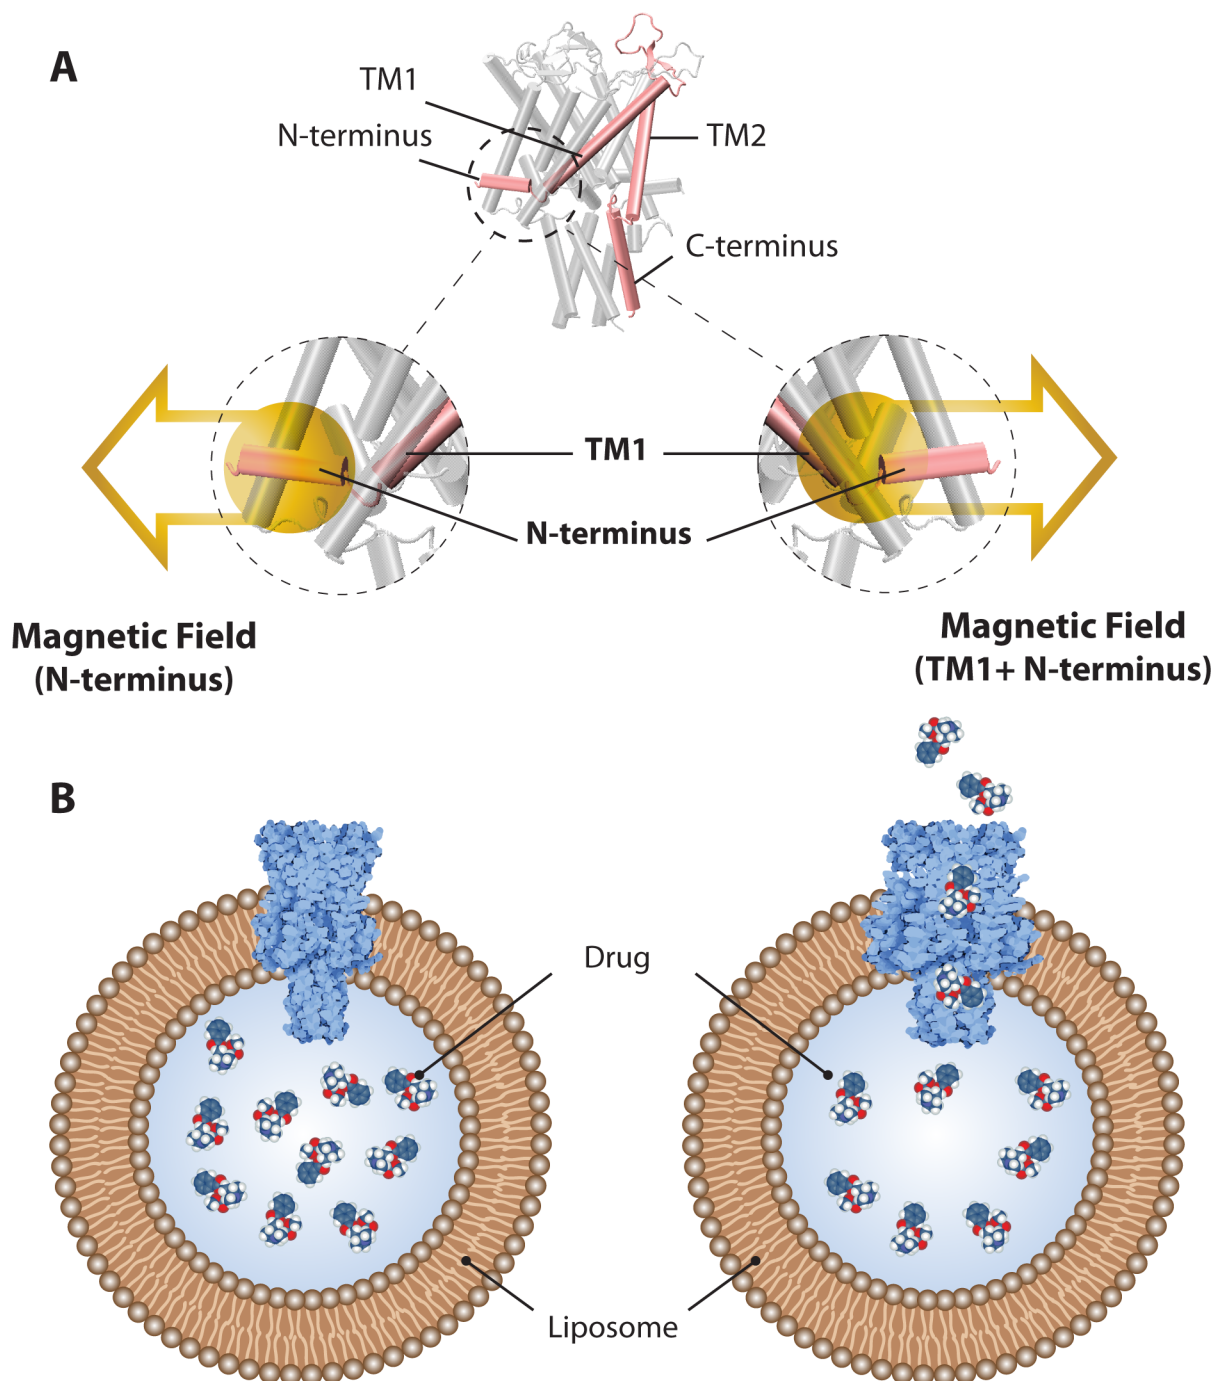 A
TM1
N-terminus
TM2
C-terminus
TM1
N-terminus
Magnetic Field
(N-terminus)
Magnetic Field
(TM1+ N-terminus)
B
Drug
Liposome